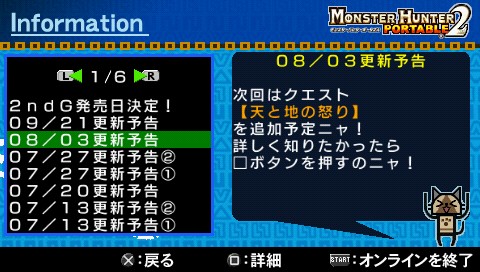 Information
MONSTER HUNTER
PORTABLE 2
L 1/6 R
2ndG発売日決定!
09/21更新予告
08/03更新予告
07/27更新予告②
07/27更新予告①
07/20更新予告
07/13更新予告②
07/13更新予告①
08/03更新予告
次回はクエスト
【天と地の怒り】
を追加予定ニャ!
詳しく知りたかったら
□ボタンを押すのニャ!
×:戻る
□:詳細
START:オンラインを終了